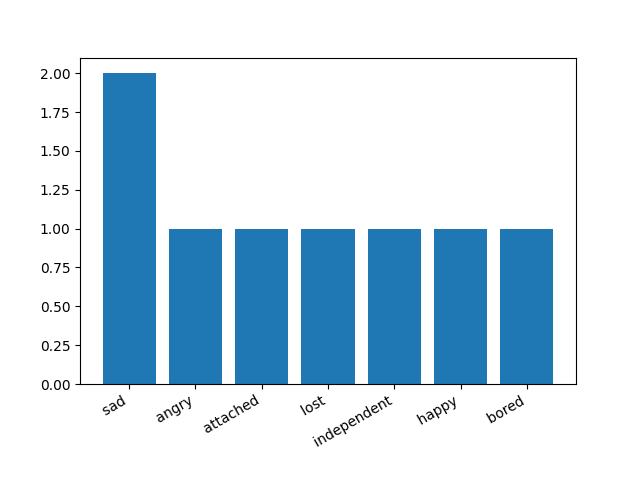 2.00
1.75
1.50
1.25
1.00
0.75
0.50
0.25
0.00
sad
angry
attached
lost
independent
happy
bored